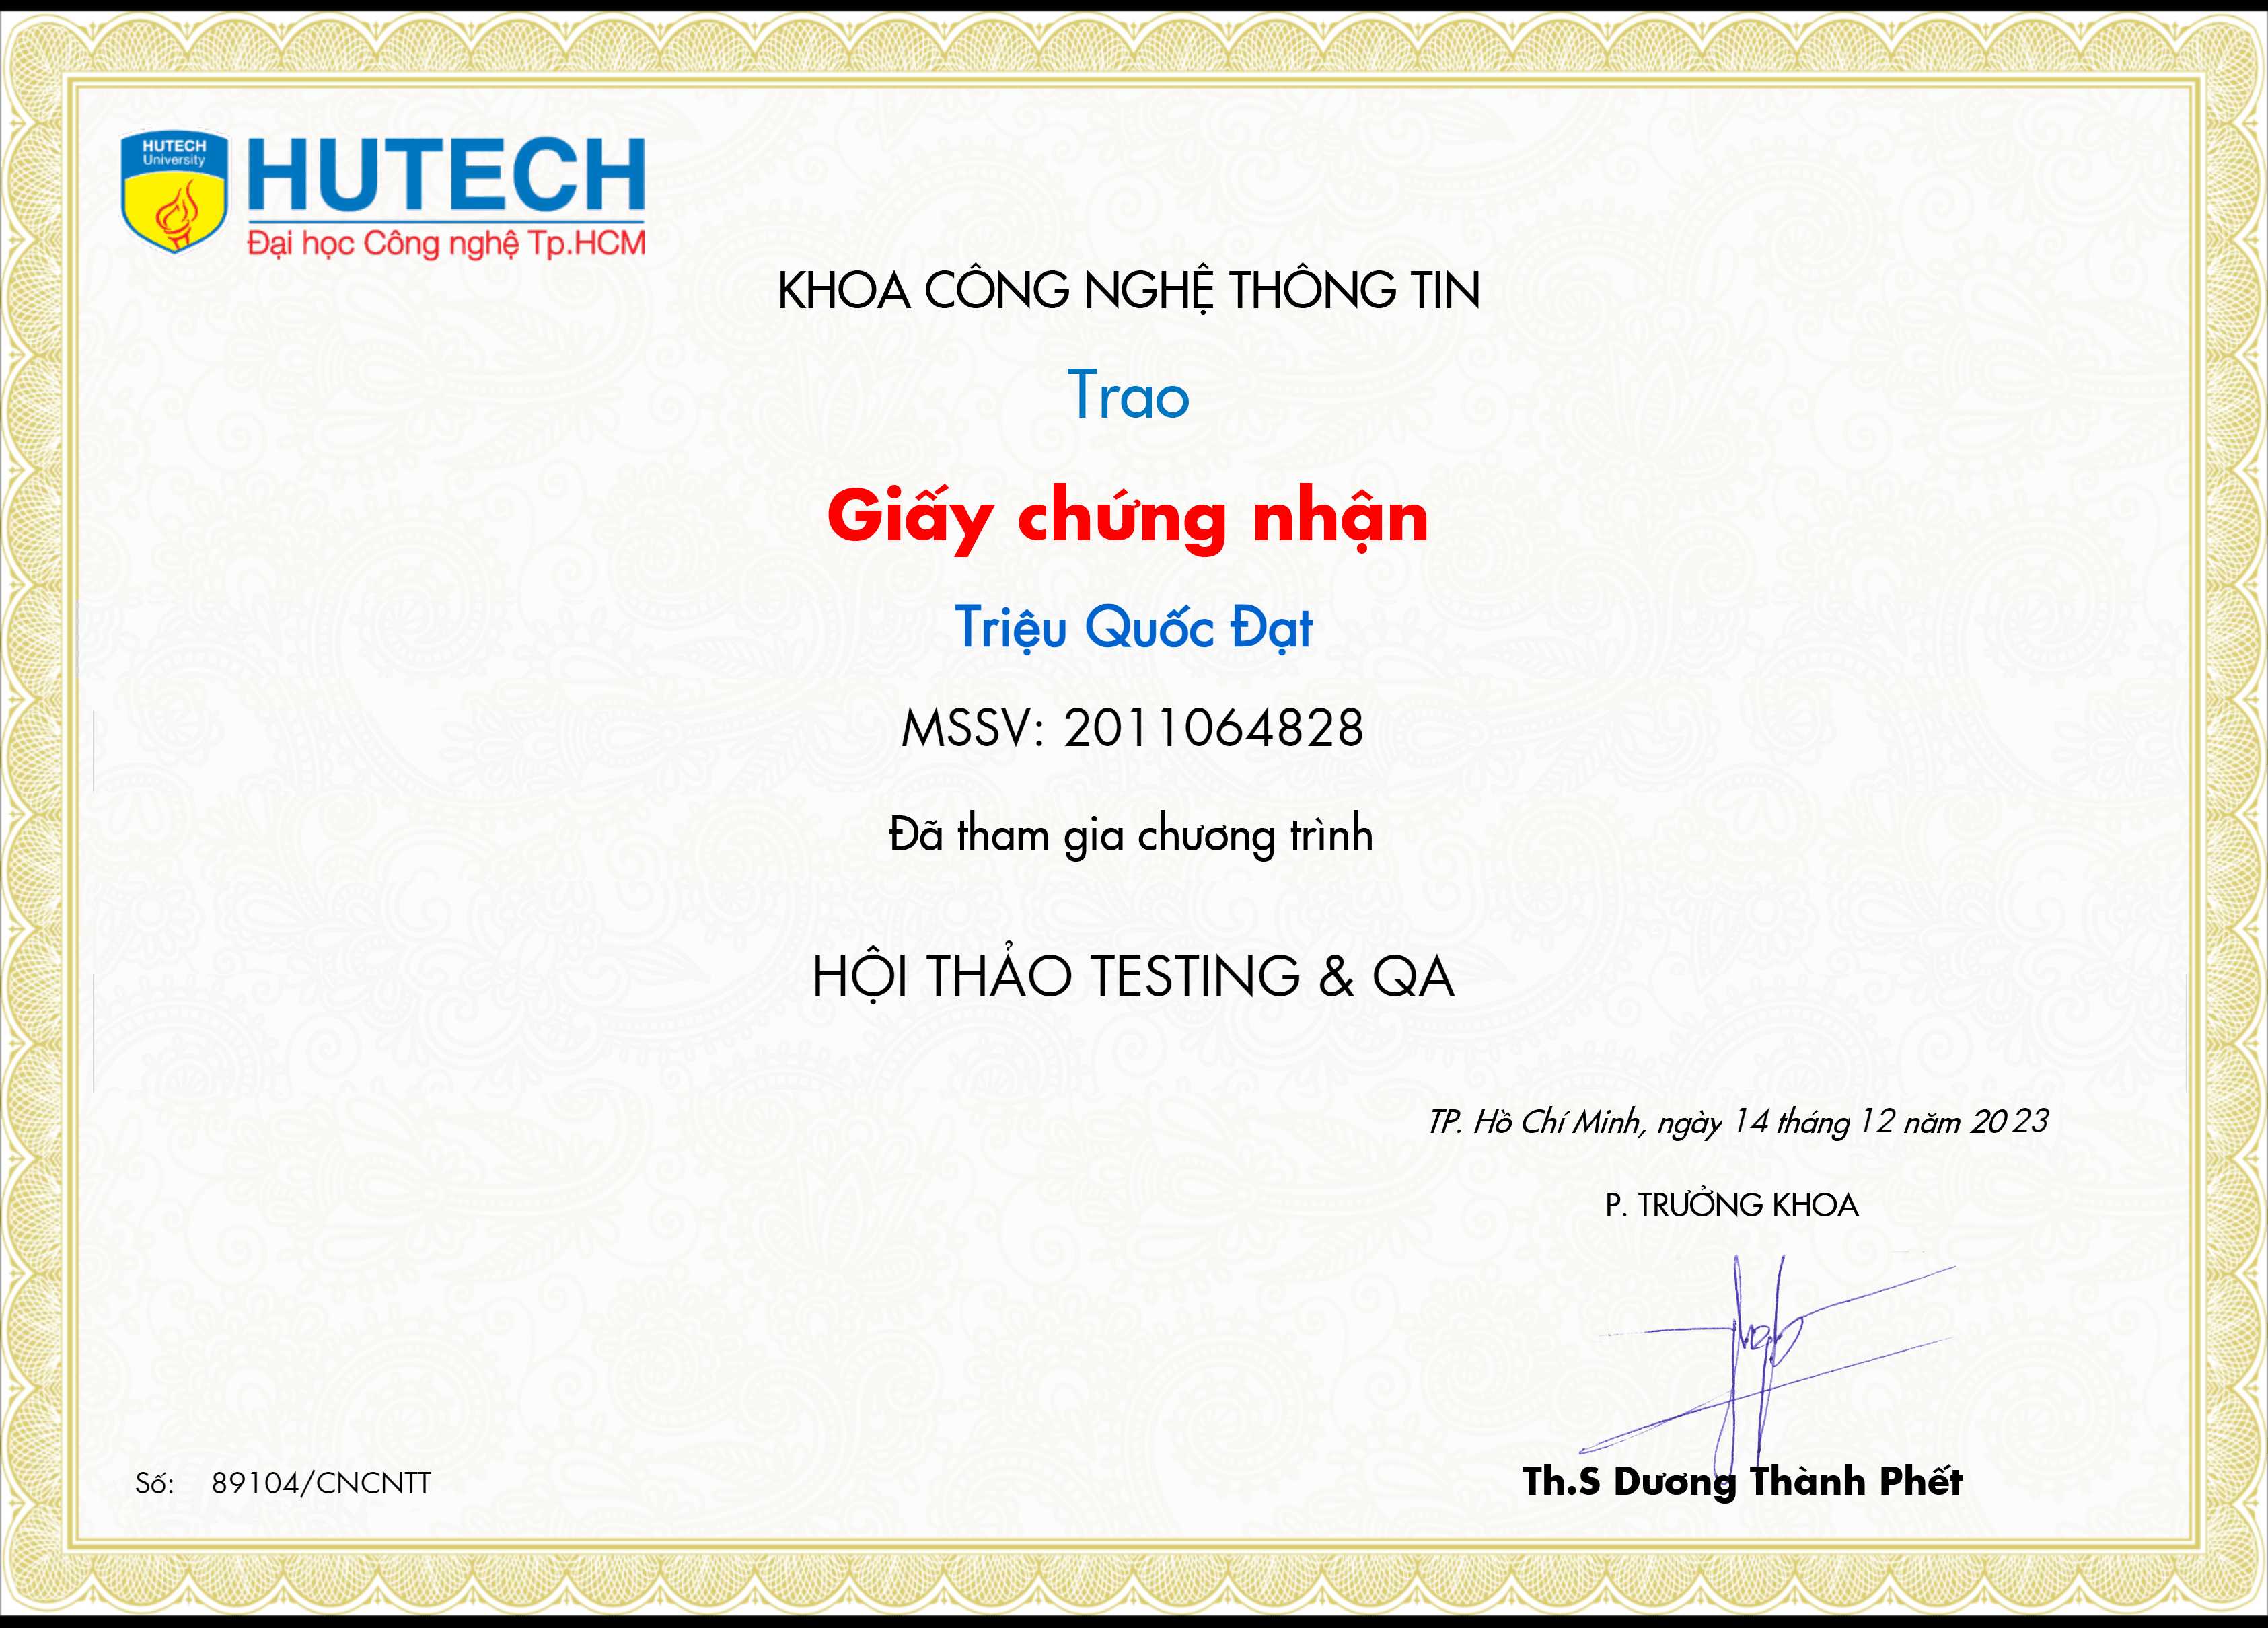 HUTECH
University
HUTECH
Đại học Công nghệ Tp.HCM
KHOA CÔNG NGHỆ THÔNG TIN
Trao
Giấy chứng nhận
Triệu Quốc Đạt
MSSV: 2011064828
Đã tham gia chương trình
HỘI THẢO TESTING & QA
TP. Hồ Chí Minh, ngày 14 tháng 12 năm 2023
P. TRƯỞNG KHOA
Th.S Dương Thành Phết
Số: 89104/CNCNTT